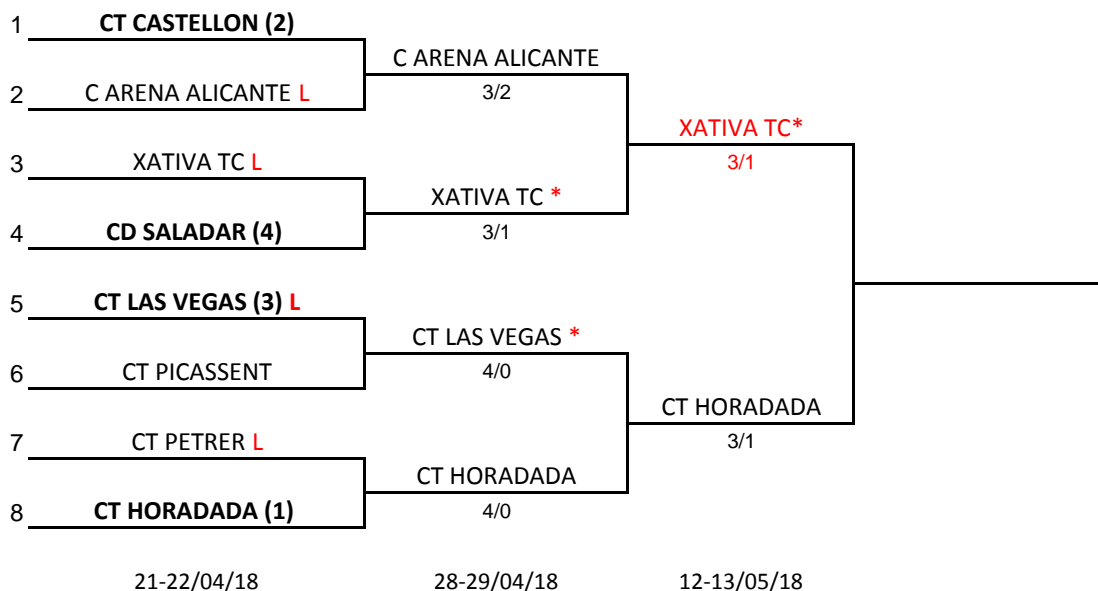 1 CT CASTELLON (2)
C ARENA ALICANTE
3/2
2 C ARENA ALICANTE L
XATIVA TC*
3/1
3 XATIVA TC L
XATIVA TC *
3/1
4 CD SALADAR (4)
5 CT LAS VEGAS (3) L
CT LAS VEGAS *
4/0
6 CT PICASSENT
CT HORADADA
3/1
7 CT PETRER L
CT HORADADA
4/0
8 CT HORADADA (1)
21-22/04/18 28-29/04/18 12-13/05/18